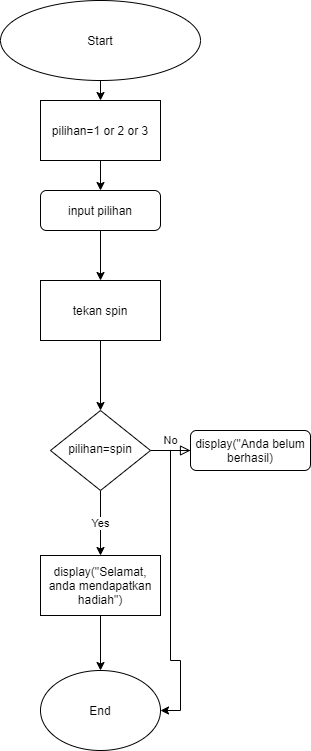 Start
pilihan=1 or 2 or 3
input pilihan
tekan spin
pilihan=spin
No
display("Anda belum
berhasil)
Yes
display("Selamat,
anda mendapatkan
hadiah")
End